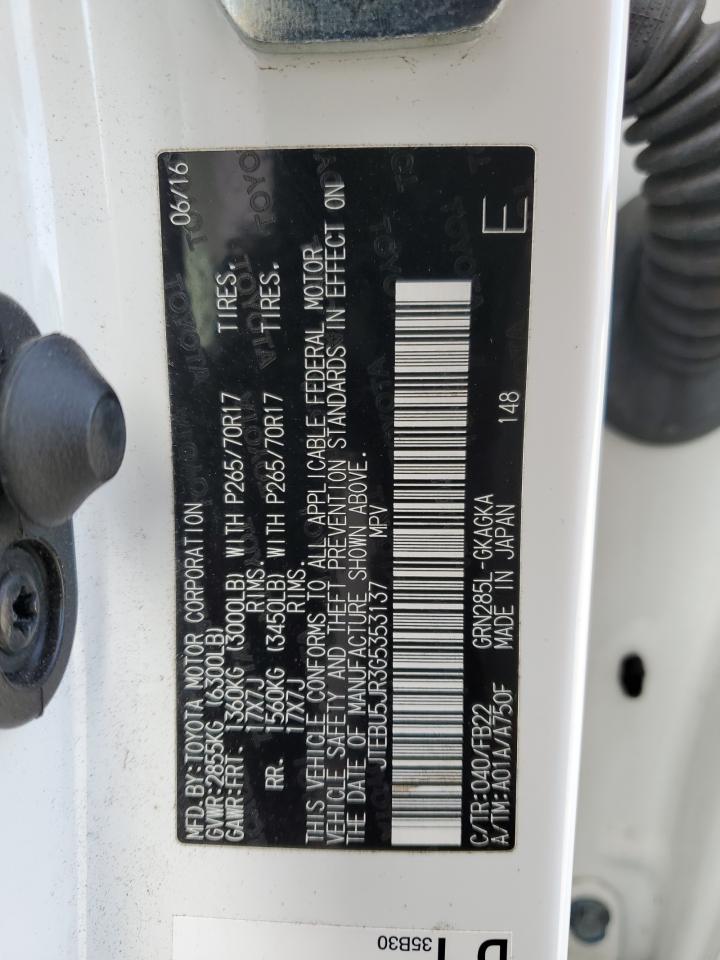 MFD.BY:TOYOTA MOTOR CORPORATION 06/16
GVWR:2855KG (6300LB)
GAWR:FRT. 1360KG (3000LB) WITH P265/70R17 TIRES.
17X7J RIMS.
RR. 1560KG (3450LB) WITH P265/70R17 TIRES.
17X7J RIMS.
THIS VEHICLE CONFORMS TO ALL APPLICABLE FEDERAL MOTOR
VEHICLE SAFETY AND THEFT PREVENTION STANDARDS IN EFFECT ON
THE DATE OF MANUFACTURE SHOWN ABOVE.
JTEBU5JR3G5353137 MPV
C/TR:040/FB22 GRN285L-GKAGKA
A/TM:A01A/A750F MADE IN JAPAN 148 E
35B30